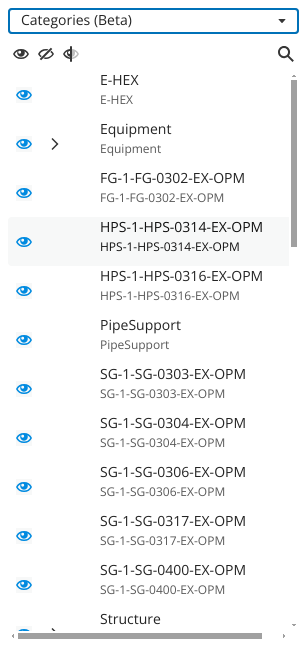 Categories (Beta)
E-HEX
E-HEX
Equipment
Equipment
FG-1-FG-0302-EX-OPM
FG-1-FG-0302-EX-OPM
HPS-1-HPS-0314-EX-OPM
HPS-1-HPS-0314-EX-OPM
HPS-1-HPS-0316-EX-OPM
HPS-1-HPS-0316-EX-OPM
PipeSupport
PipeSupport
SG-1-SG-0303-EX-OPM
SG-1-SG-0303-EX-OPM
SG-1-SG-0304-EX-OPM
SG-1-SG-0304-EX-OPM
SG-1-SG-0306-EX-OPM
SG-1-SG-0306-EX-OPM
SG-1-SG-0317-EX-OPM
SG-1-SG-0317-EX-OPM
SG-1-SG-0400-EX-OPM
SG-1-SG-0400-EX-OPM
Structure